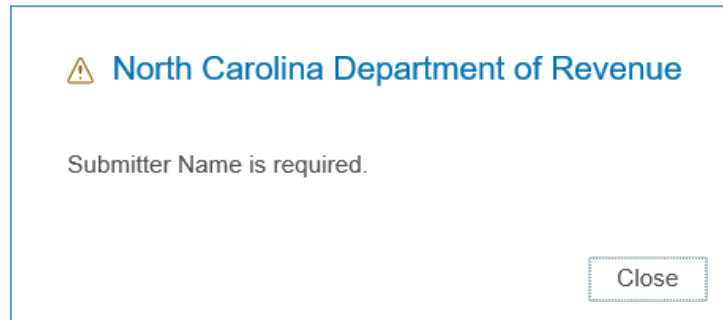 North Carolina Department of Revenue
Submitter Name is required.
Close